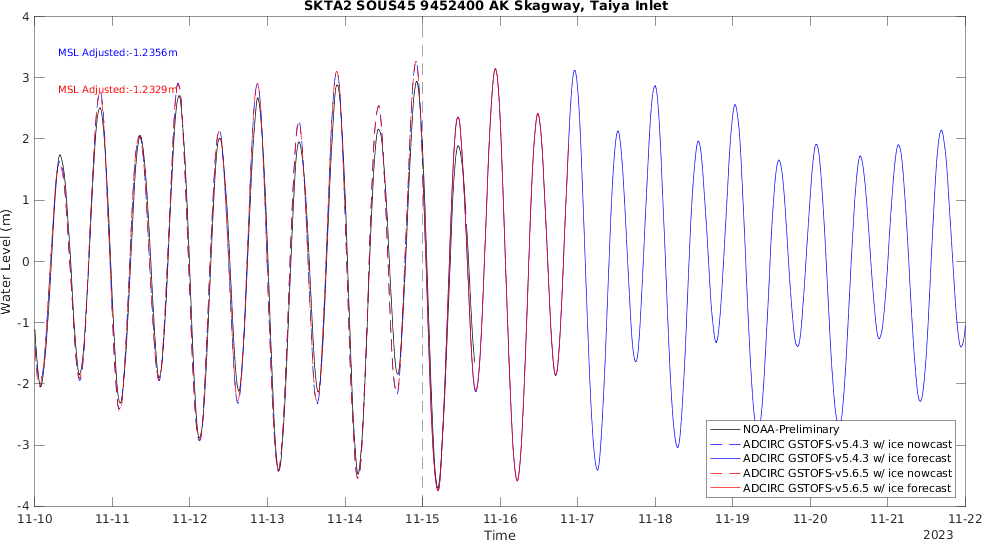 SKTA2 SOUS45 9452400 AK Skagway, Taiya Inlet
4
MSL Adjusted:-1.2356m
3
MSL Adjusted:-1.2329m
2
1
0
-1
-2
-3
-4
Water Level (m)
NOAA-Preliminary
ADCIRC GSTOFS-v5.4.3 w/ ice nowcast
ADCIRC GSTOFS-v5.4.3 w/ ice forecast
ADCIRC GSTOFS-v5.6.5 w/ ice nowcast
ADCIRC GSTOFS-v5.6.5 w/ ice forecast
11-10 11-11 11-12 11-13 11-14 11-15 11-16 11-17 11-18 11-19 11-20 11-21 11-22
Time
2023